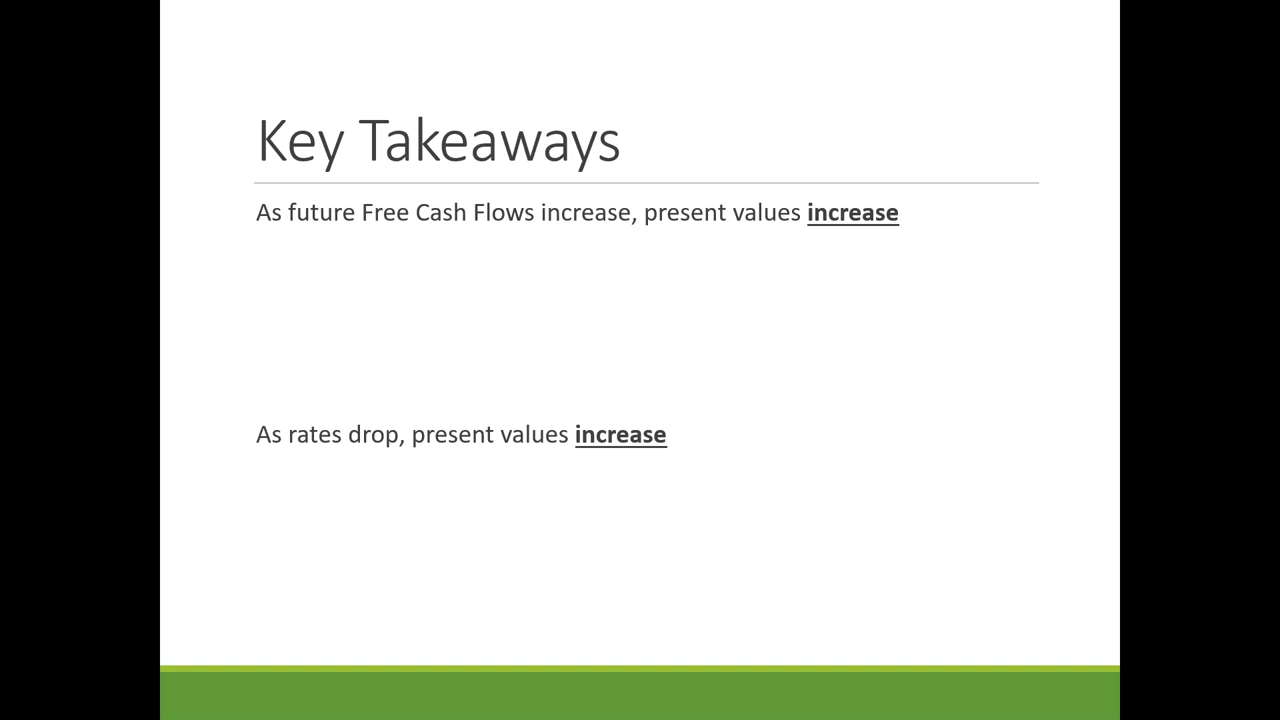 Key Takeaways
As future Free Cash Flows increase, present values increase
As rates drop, present values increase